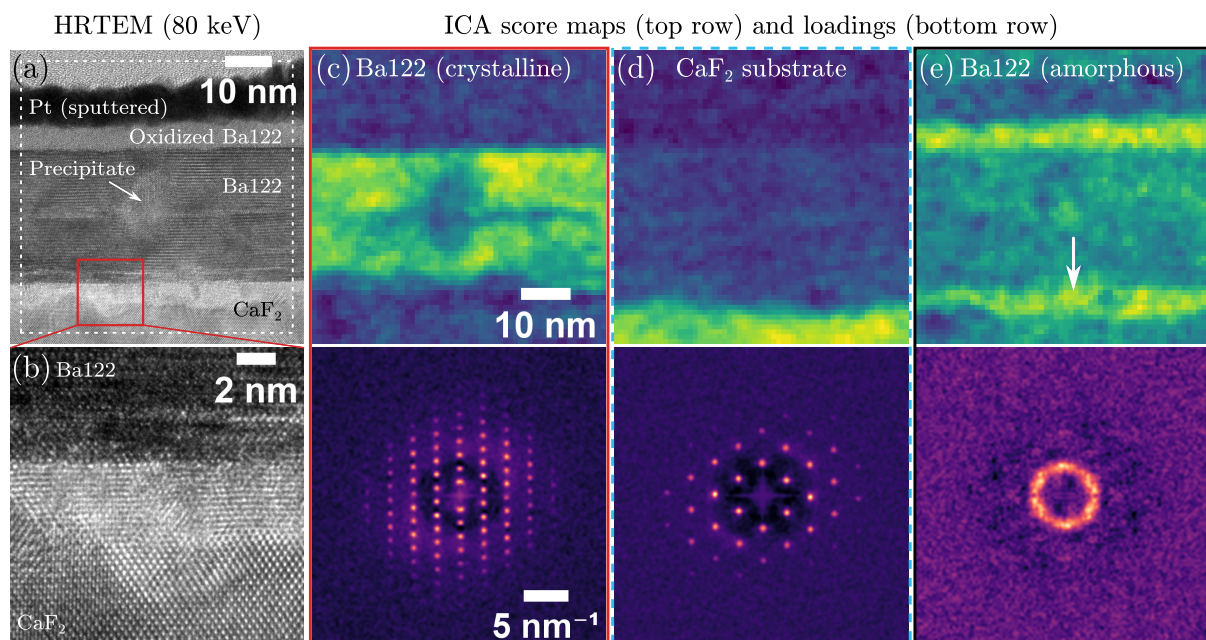 HRTEM (80 keV)
ICA score maps (top row) and loadings (bottom row)
(a)
10 nm
Pt (sputtered)
Oxidized Ba122
Precipitate
Ba122
CaF₂
(b) Ba122
2 nm
CaF₂
(c) Ba122 (crystalline)
10 nm
5 nm⁻¹
(d) CaF₂ substrate
(e) Ba122 (amorphous)